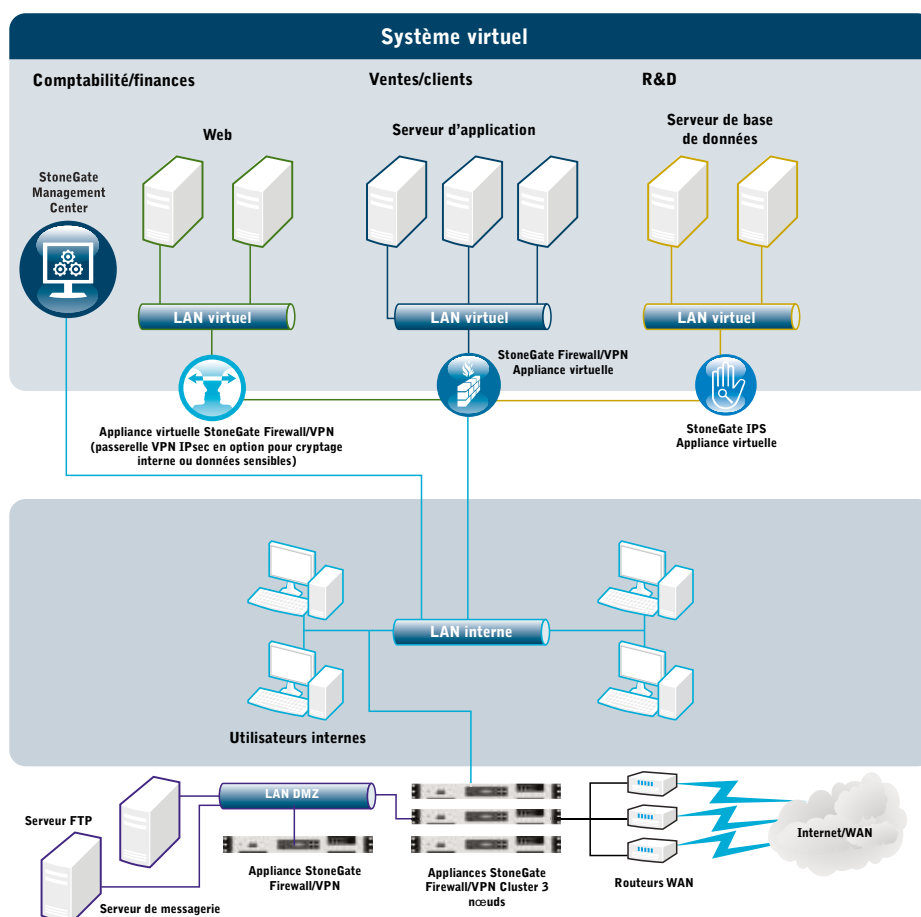 Système virtuel
Comptabilité/finances
Ventes/clients
R&D
Web
Serveur d'application
Serveur de base
de données
StoneGate
Management
Center
LAN virtuel
LAN virtuel
LAN virtuel
StoneGate Firewall/VPN
Appliance virtuelle
Appliance virtuelle StoneGate Firewall/VPN
(passerelle VPN IPsec en option pour cryptage
interne ou données sensibles)
StoneGate IPS
Appliance virtuelle
LAN interne
Utilisateurs internes
LAN DMZ
Serveur FTP
Internet/WAN
Appliance StoneGate
Firewall/VPN
Appliances StoneGate
Firewall/VPN Cluster 3
nœuds
Routeurs WAN
Serveur de messagerie